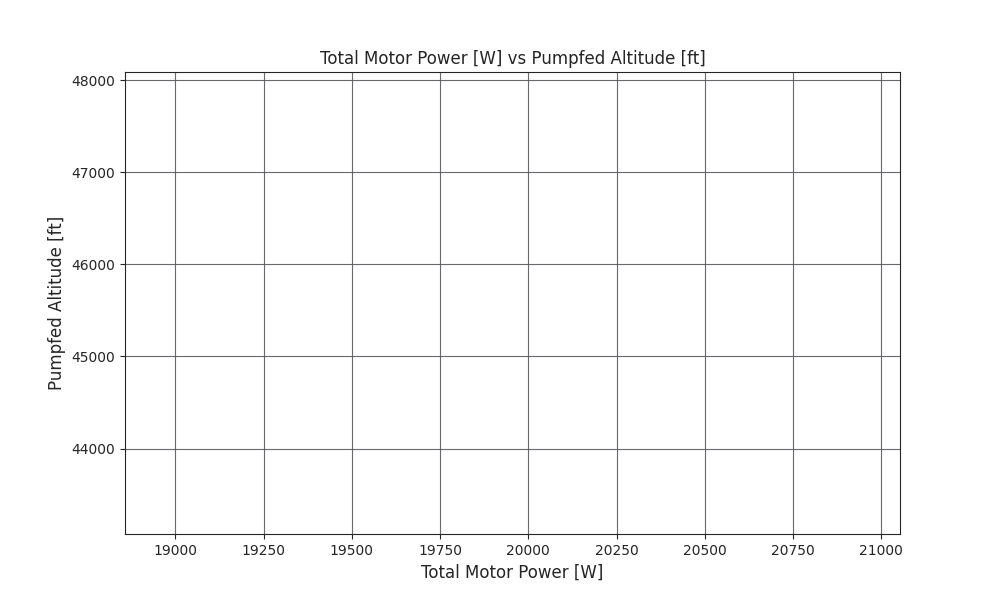 Total Motor Power [W] vs Pumpfed Altitude [ft]
48000
47000
46000
45000
44000
Pumpfed Altitude [ft]
19000 19250 19500 19750 20000 20250 20500 20750 21000
Total Motor Power [W]